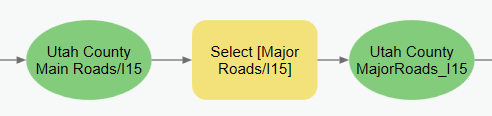 Utah County
Main Roads/I15
Select [Major
Roads/I15]
Utah County
MajorRoads_I15